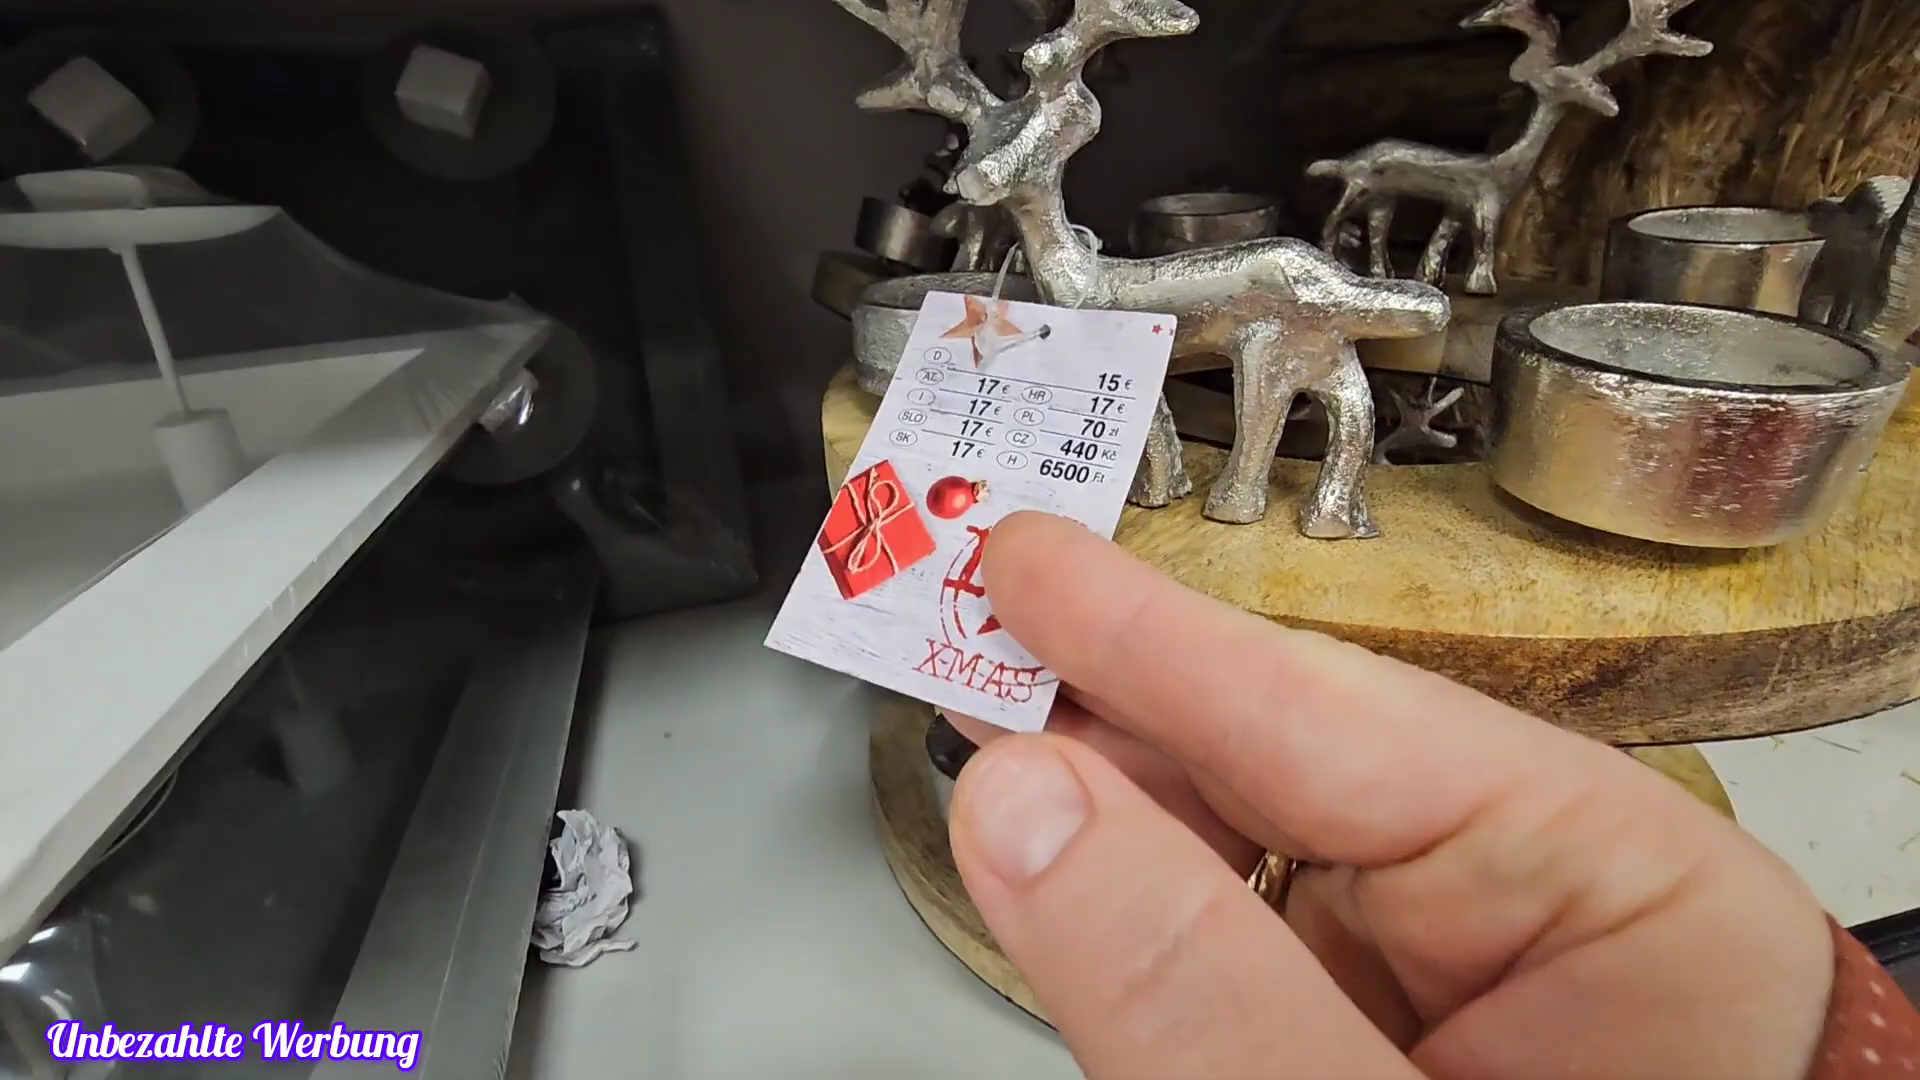 D 15 €
A 17 € HR 17 €
I 17 € PL 70 zł
SLO 17 € CZ 440 Kč
SK 17 € H 6500 Ft
X-MAS
Unbezahlte Werbung